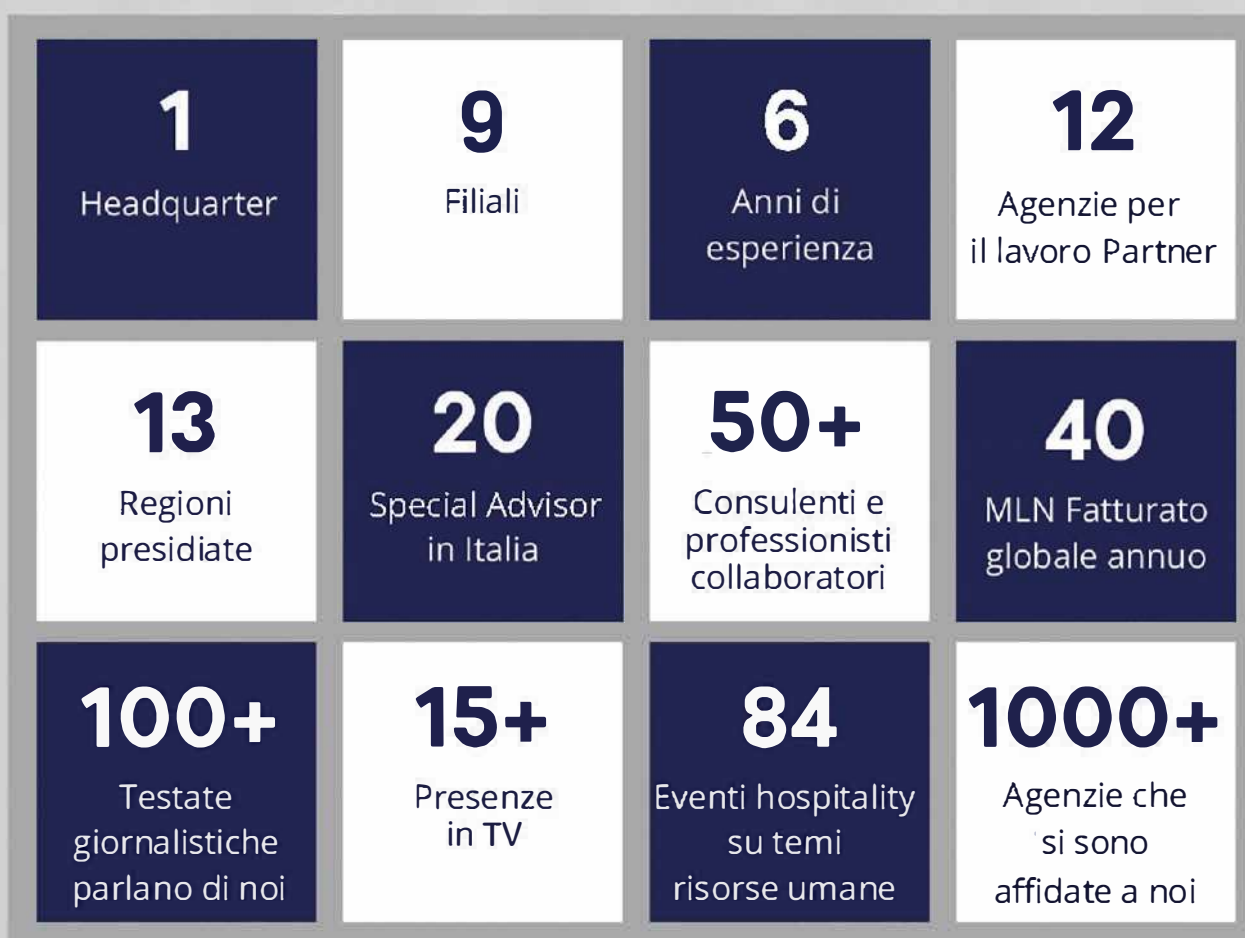 1
Headquarter
9
Filiali
6
Anni di
esperienza
12
Agenzie per
il lavoro Partner
13
Regioni
presidiate
20
Special Advisor
in Italia
50+
Consulenti e
professionisti
collaboratori
40
MLN Fatturato
globale annuo
100+
Testate
giornalistiche
parlano di noi
15+
Presenze
in TV
84
Eventi hospitality
su temi
risorse umane
1000+
Agenzie che
si sono
affidate a noi